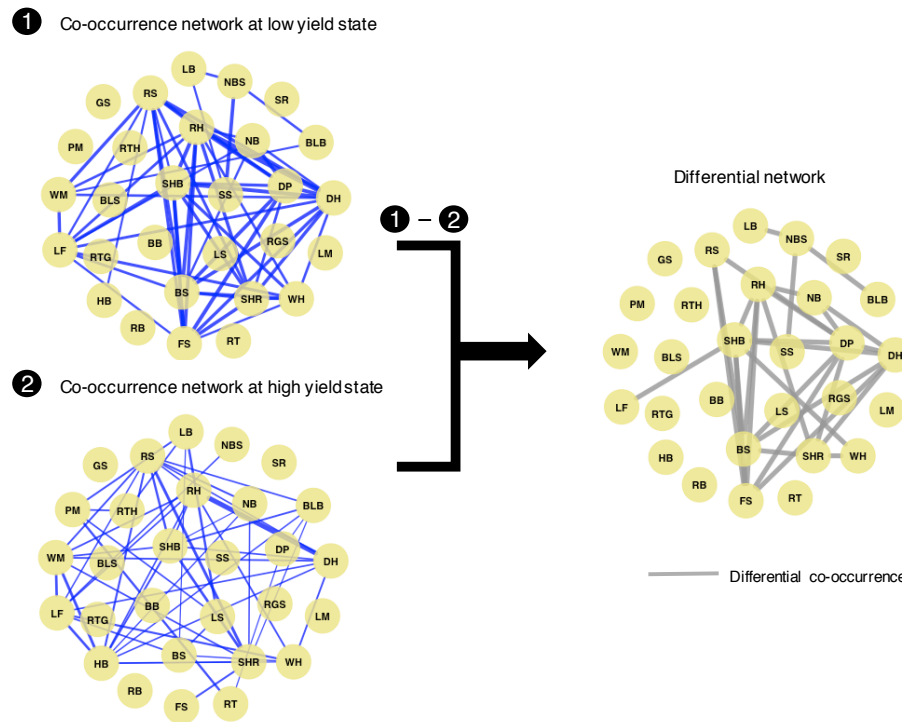 1 Co-occurrence network at low yield state
LB
NBS
RS
SR
GS
RH
NB
BLB
PM
RTH
SHB
SS
DP
WM
BLS
DH
LF
RTG
BB
LS
RGS
LM
HB
BS
SHR
WH
RB
FS
RT
1 – 2
2 Co-occurrence network at high yield state
LB
NBS
RS
SR
GS
RH
NB
BLB
PM
RTH
SHB
SS
DP
WM
BLS
DH
LF
RTG
BB
LS
RGS
LM
HB
BS
SHR
WH
RB
FS
RT
Differential network
LB
NBS
RS
SR
GS
RH
NB
BLB
PM
RTH
SHB
SS
DP
WM
BLS
DH
LF
RTG
BB
LS
RGS
LM
HB
BS
SHR
WH
RB
FS
RT
Differential co-occurrence